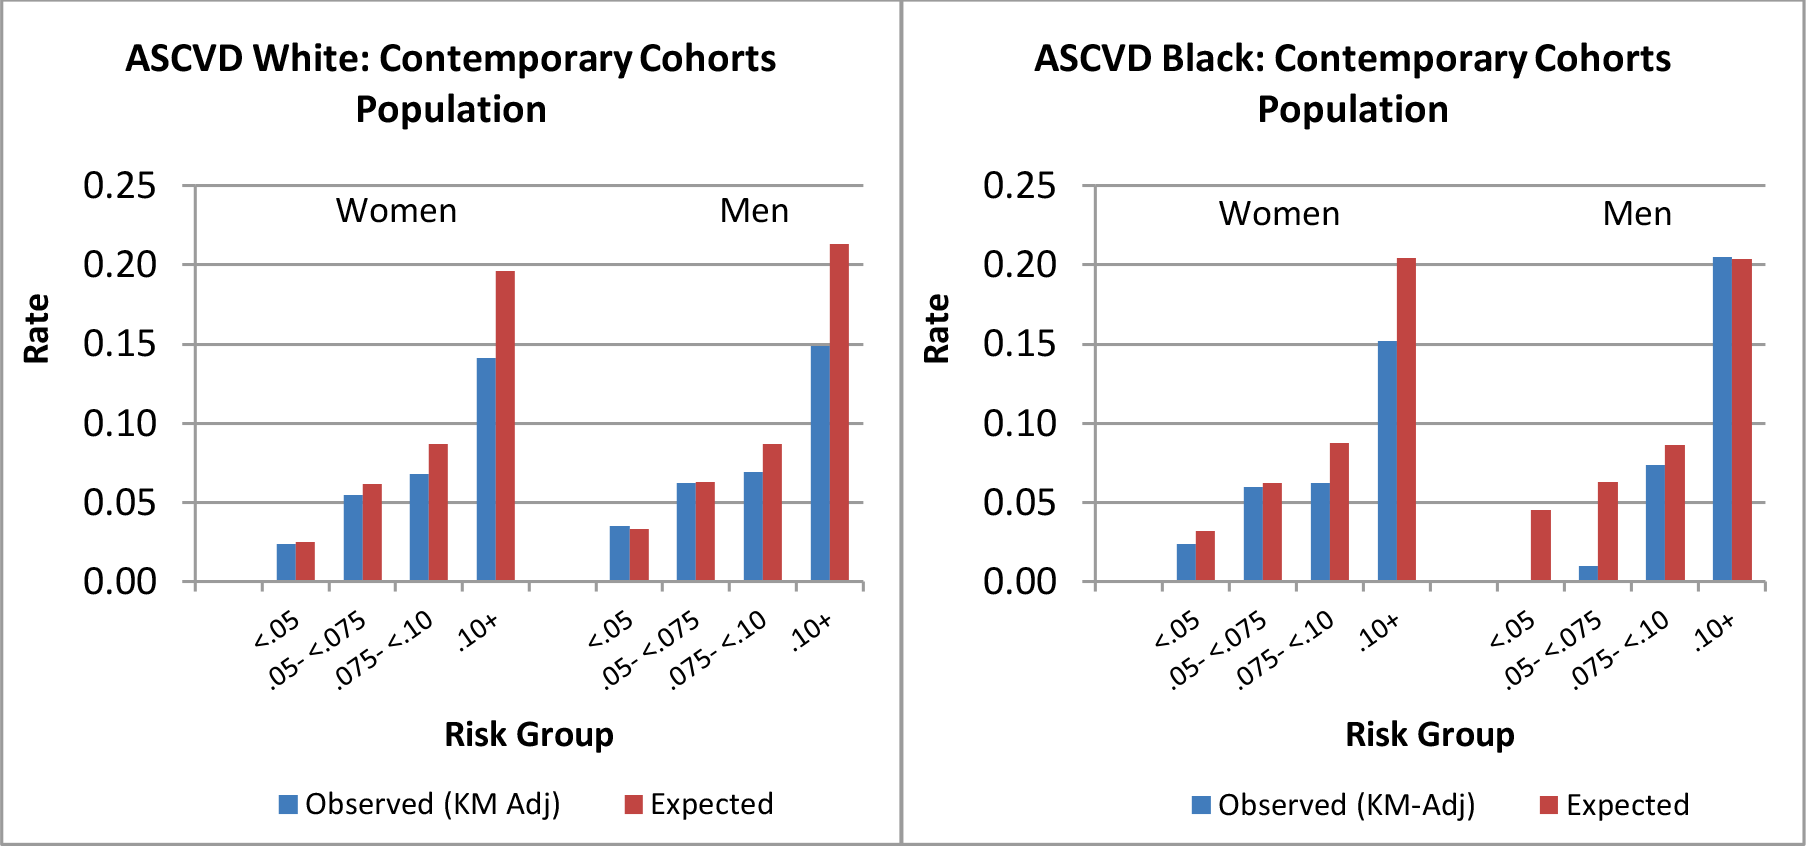 ASCVD White: Contemporary Cohorts
Population
0.25
0.20
0.15
0.10
0.05
0.00
Rate
Women
Men
<.05
.05- <.075
.075- <.10
.10+
<.05
.05- <.075
.075- <.10
.10+
Risk Group
Observed (KM Adj)
Expected
ASCVD Black: Contemporary Cohorts
Population
0.25
0.20
0.15
0.10
0.05
0.00
Rate
Women
Men
<.05
.05- <.075
.075- <.10
.10+
<.05
.05- <.075
.075- <.10
.10+
Risk Group
Observed (KM-Adj)
Expected